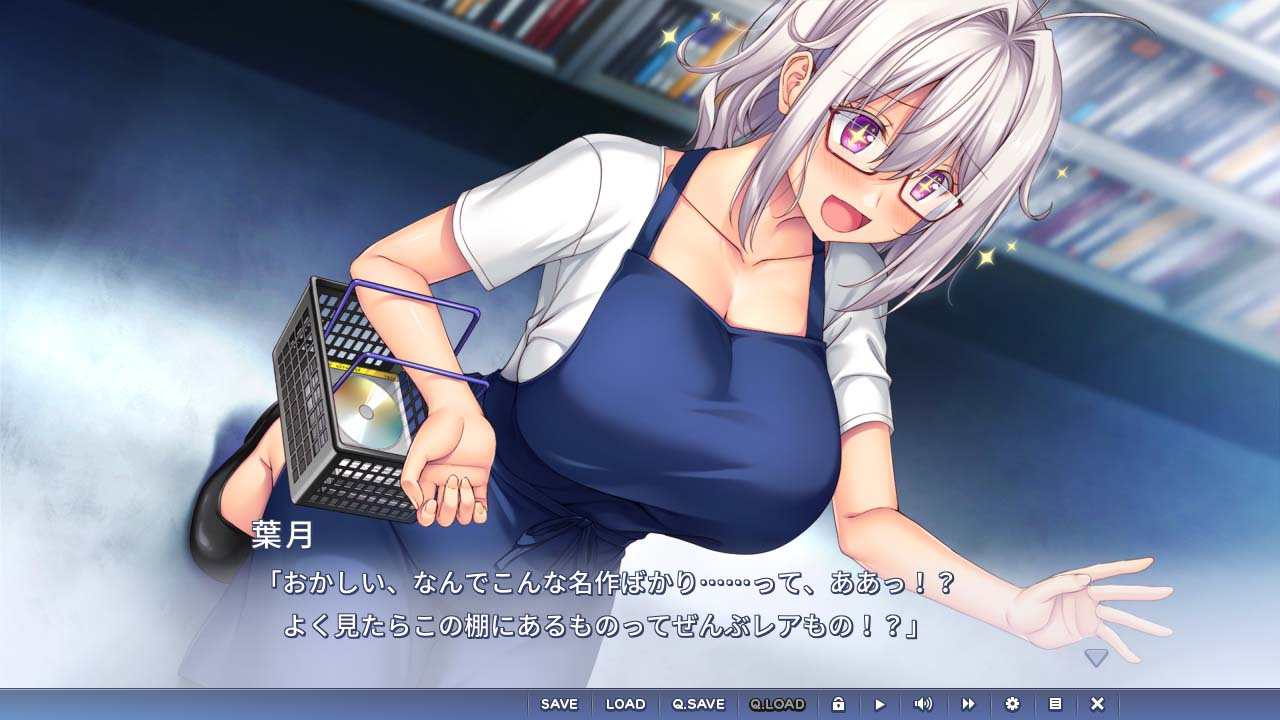 葉月
「おかしい、なんでこんな名作ばかり……って、ああっ！？
よく見たらこの棚にあるものってぜんぶレアもの！？」
SAVE LOAD Q.SAVE Q.LOAD